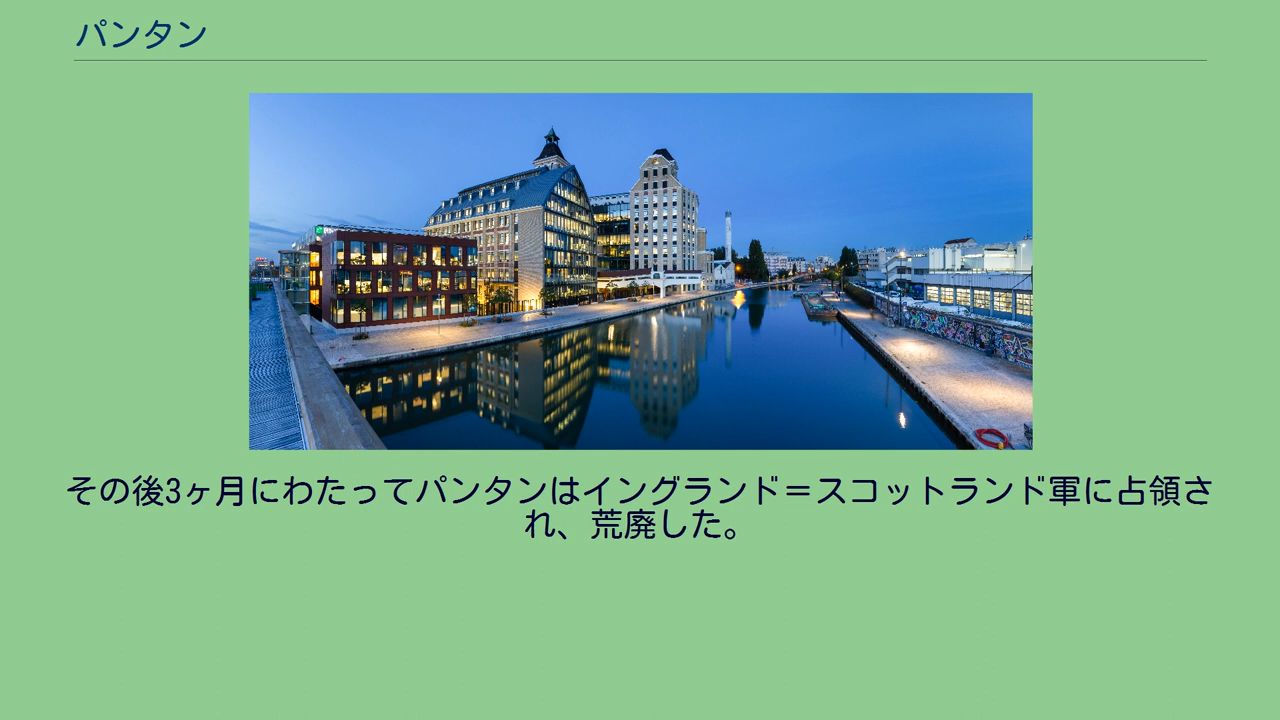 パンタン
その後3ヶ月にわたってパンタンはイングランド＝スコットランド軍に占領さ
れ、荒廃した。